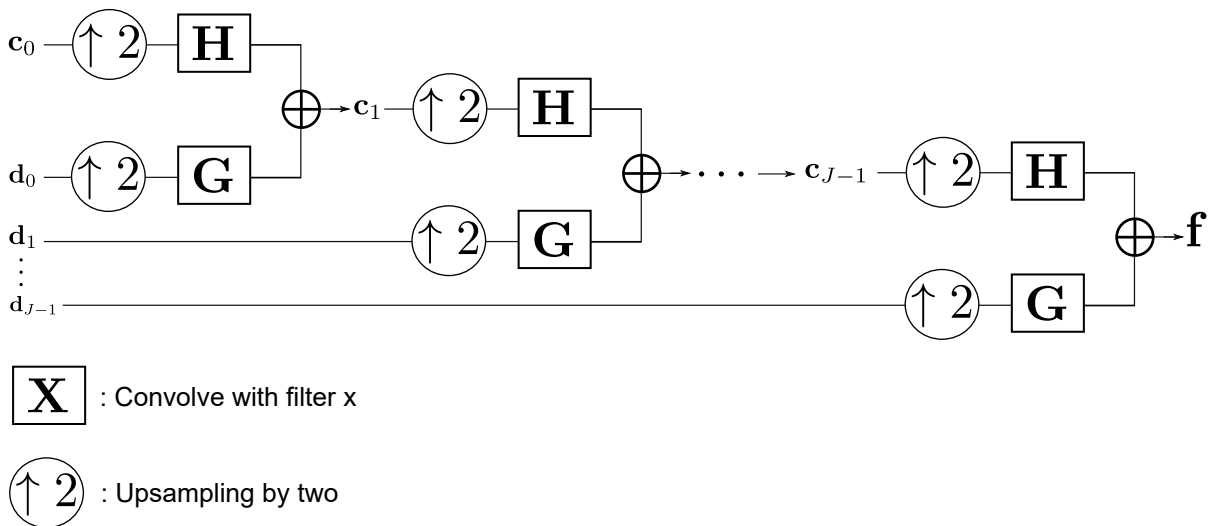 c₀ ↑ 2 H
c₁ ↑ 2 H
d₀ ↑ 2 G
⋯ c_{J−1} ↑ 2 H
d₁ ↑ 2 G
f
⋮
d_{J−1} ↑ 2 G
X : Convolve with filter x
↑ 2 : Upsampling by two